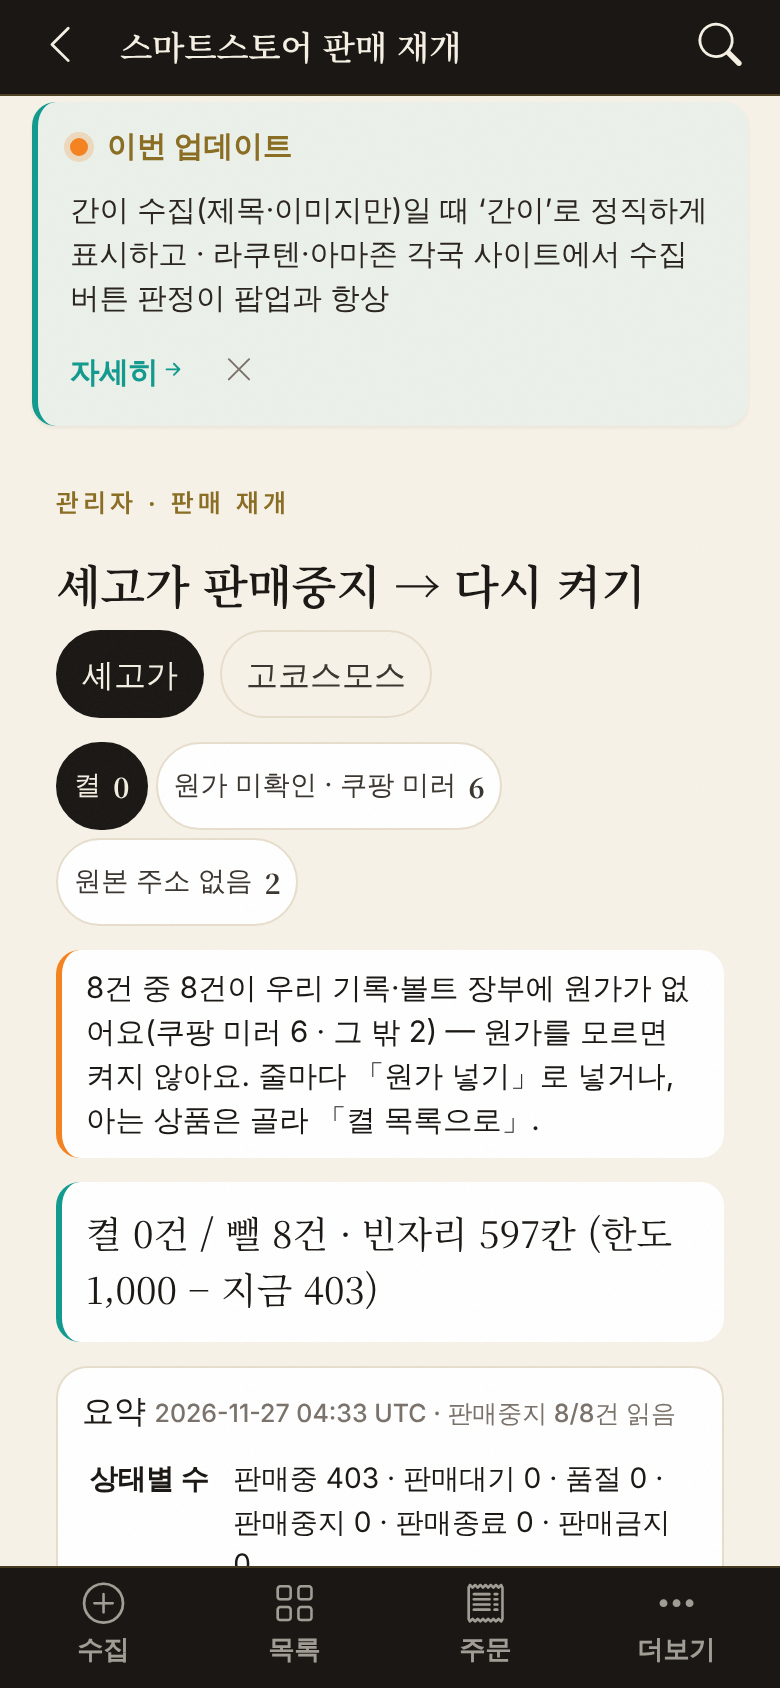 스마트스토어 판매 재개
이번 업데이트
간이 수집(제목·이미지만)일 때 ‘간이’로 정직하게
표시하고 · 라쿠텐·아마존 각국 사이트에서 수집
버튼 판정이 팝업과 항상
자세히 →
관리자 · 판매 재개
셰고가 판매중지 → 다시 켜기
셰고가 고코스모스
켤 0 원가 미확인 · 쿠팡 미러 6
원본 주소 없음 2
8건 중 8건이 우리 기록·볼트 장부에 원가가 없
어요(쿠팡 미러 6 · 그 밖 2) — 원가를 모르면
켜지 않아요. 줄마다 「원가 넣기」로 넣거나,
아는 상품은 골라 「켤 목록으로」.
켤 0건 / 뺄 8건 · 빈자리 597칸 (한도
1,000 − 지금 403)
요약 2026-11-27 04:33 UTC · 판매중지 8/8건 읽음
상태별 수 판매중 403 · 판매대기 0 · 품절 0 ·
판매중지 0 · 판매종료 0 · 판매금지
0
수집 목록 주문 더보기